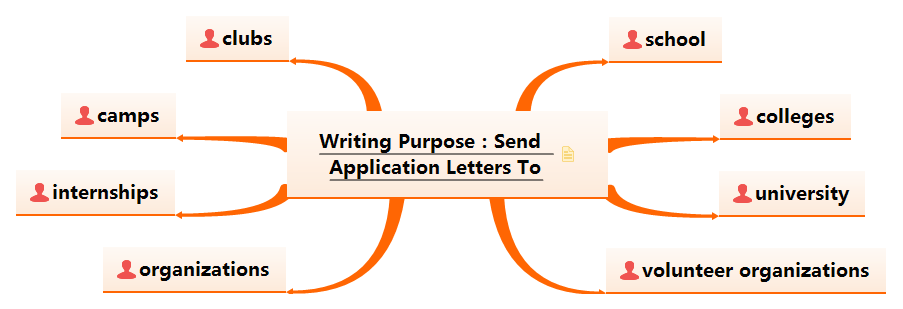 clubs
school
camps
colleges
Writing Purpose : Send
Application Letters To
internships
university
organizations
volunteer organizations